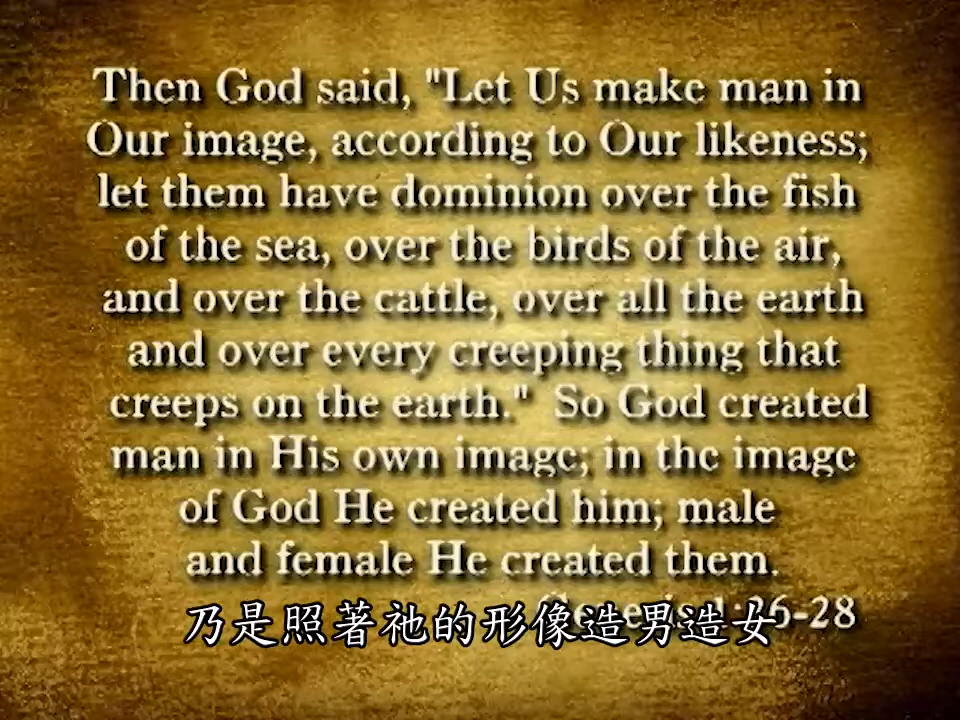 Then God said, "Let Us make man in
Our image, according to Our likeness;
let them have dominion over the fish
of the sea, over the birds of the air,
and over the cattle, over all the earth
and over every creeping thing that
creeps on the earth." So God created
man in His own image; in the image
of God He created him; male
and female He created them.
Genesis 1:26-28
乃是照著祂的形像造男造女